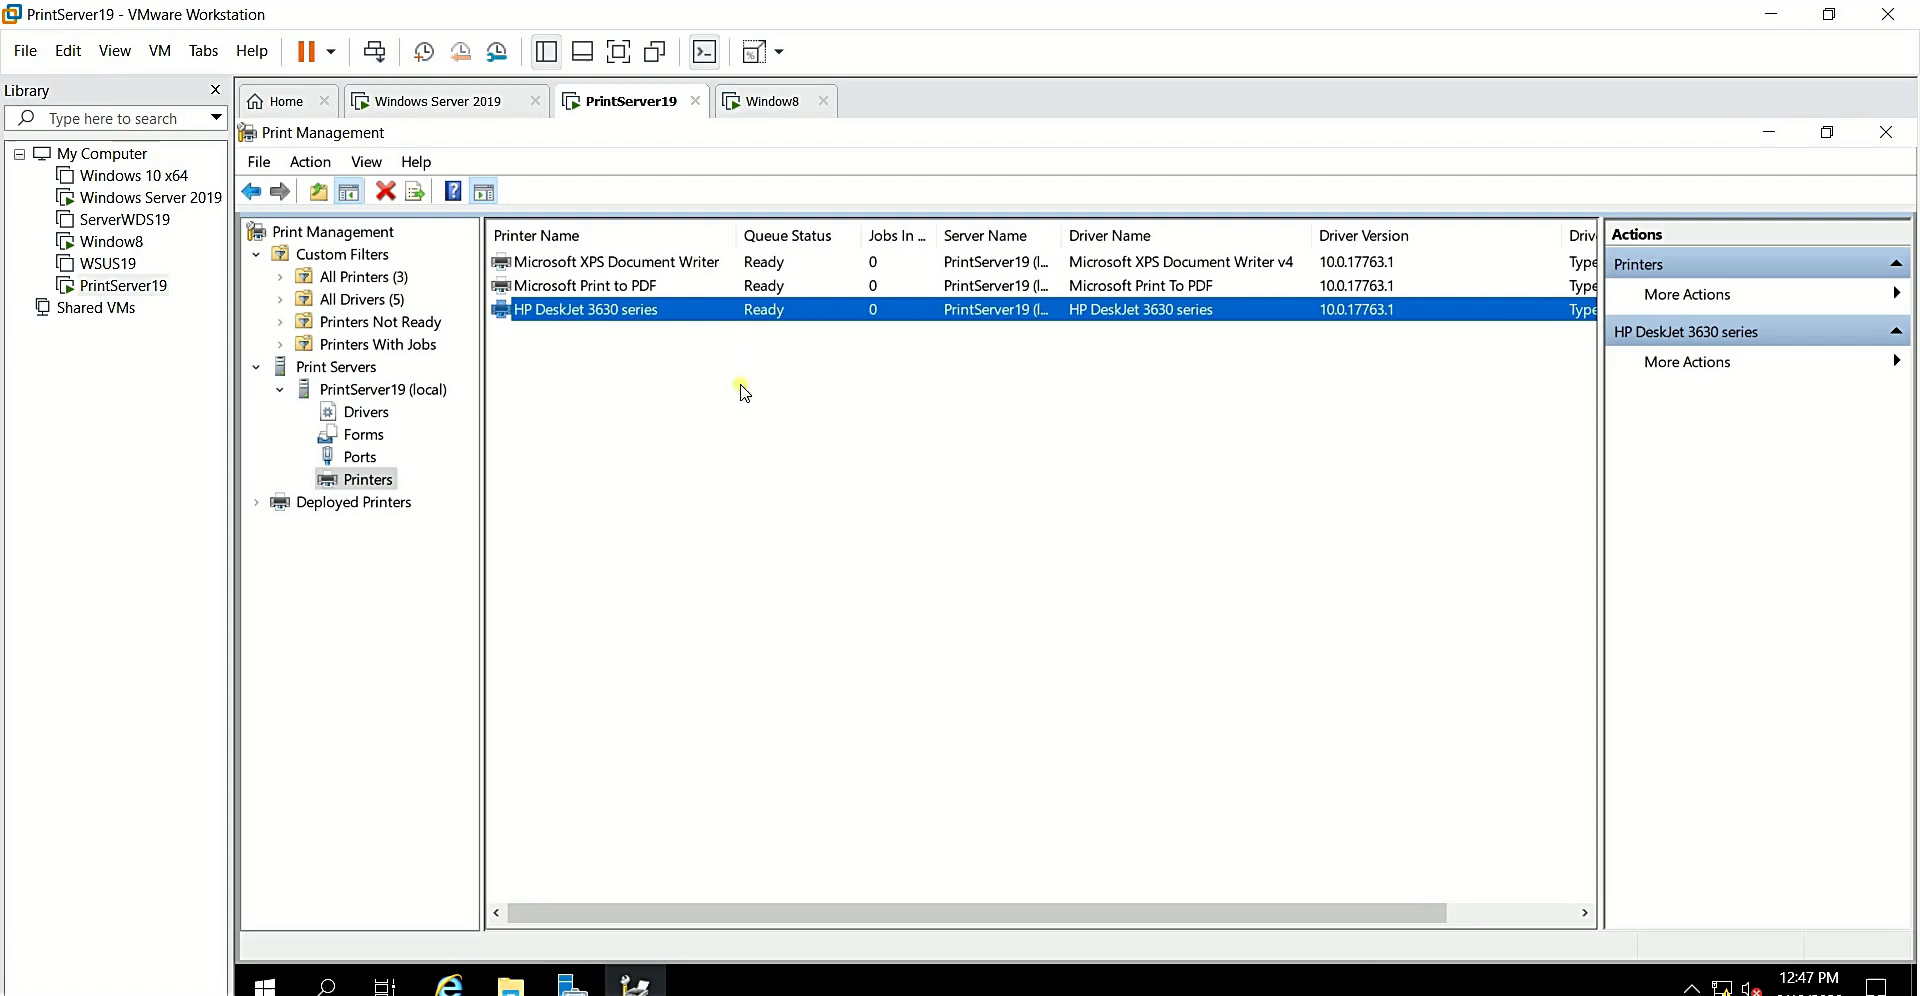 PrintServer19 - VMware Workstation
File Edit View VM Tabs Help
Library
Type here to search
My Computer
Windows 10 x64
Windows Server 2019
ServerWDS19
Window8
WSUS19
PrintServer19
Shared VMs
Home Windows Server 2019 PrintServer19 Window8
Print Management
File Action View Help
Print Management
Custom Filters
All Printers (3)
All Drivers (5)
Printers Not Ready
Printers With Jobs
Print Servers
PrintServer19 (local)
Drivers
Forms
Ports
Printers
Deployed Printers
Printer Name Queue Status Jobs In ... Server Name Driver Name Driver Version Driv
Microsoft XPS Document Writer Ready 0 PrintServer19 (l... Microsoft XPS Document Writer v4 10.0.17763.1 Type
Microsoft Print to PDF Ready 0 PrintServer19 (l... Microsoft Print To PDF 10.0.17763.1 Type
HP DeskJet 3630 series Ready 0 PrintServer19 (l... HP DeskJet 3630 series 10.0.17763.1 Type
Actions
Printers
More Actions
HP DeskJet 3630 series
More Actions
12:47 PM